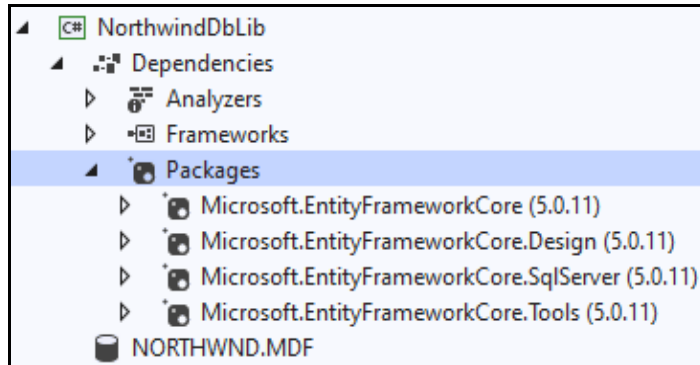 C# NorthwindDbLib
Dependencies
Analyzers
Frameworks
Packages
Microsoft.EntityFrameworkCore (5.0.11)
Microsoft.EntityFrameworkCore.Design (5.0.11)
Microsoft.EntityFrameworkCore.SqlServer (5.0.11)
Microsoft.EntityFrameworkCore.Tools (5.0.11)
NORTHWND.MDF